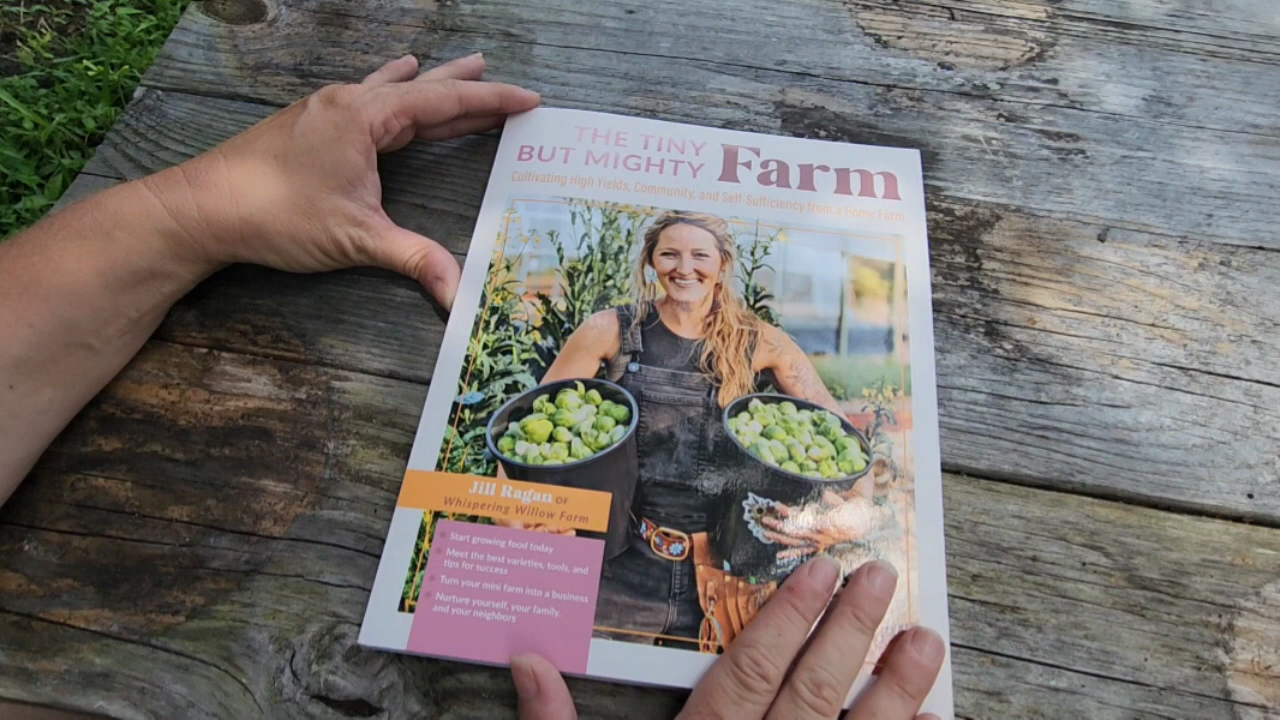 THE TINY
BUT MIGHTY Farm
Cultivating High Yields, Community, and Self-Sufficiency from a Home Farm
Jill Ragan OF
Whispering Willow Farm
Start growing food today
Meet the best varieties, tools, and
tips for success
Turn your mini farm into a business
Nurture yourself, your family,
and your neighbors